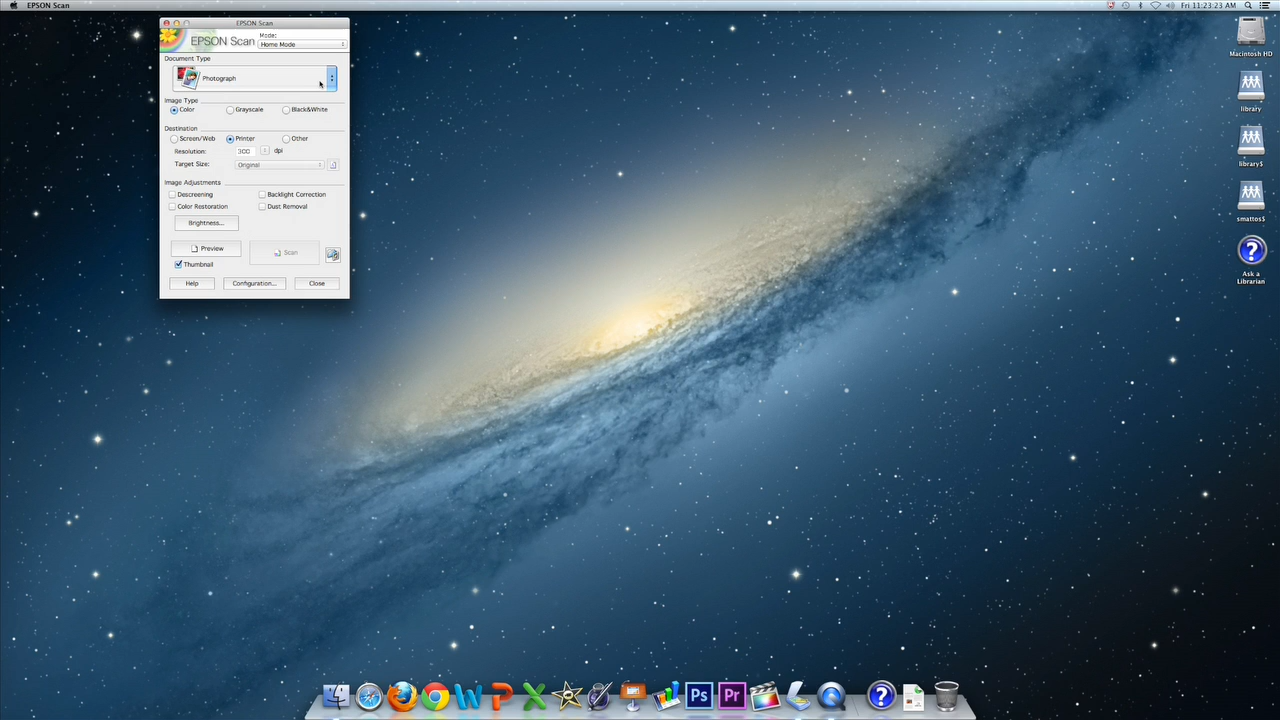 EPSON Scan
Fri 11:23:23 AM
EPSON Scan
EPSON Scan
Mode:
Home Mode
Document Type
Photograph
Image Type
Color Grayscale Black&White
Destination
Screen/Web Printer Other
Resolution: 300 dpi
Target Size: Original
Image Adjustments
Descreening Backlight Correction
Color Restoration Dust Removal
Brightness...
Preview Scan
Thumbnail
Help Configuration... Close
Macintosh HD
library
library$
smattos$
? Ask a
Librarian
W P X Ps Pr ?